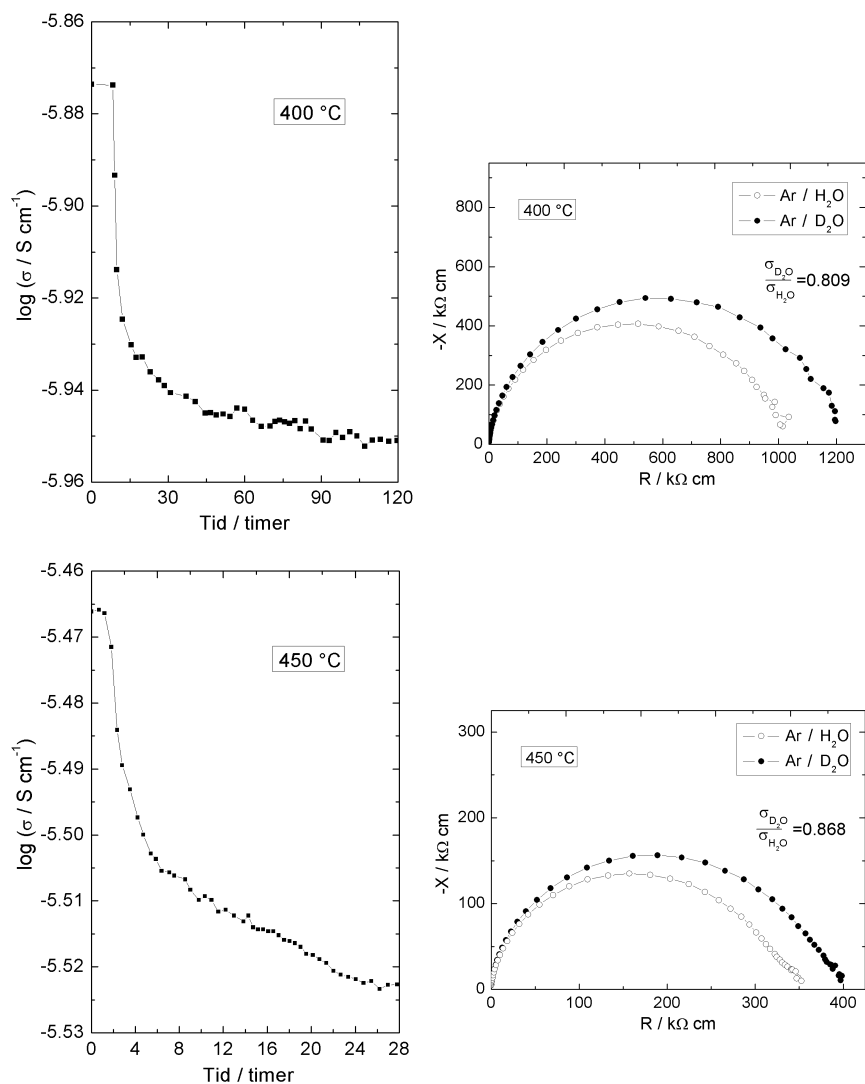 -5.86
-5.88
-5.90
-5.92
-5.94
-5.96
log (σ / S cm⁻¹)
400 °C
0 30 60 90 120
Tid / timer
800
600
400
200
0
-X / kΩ cm
400 °C
Ar / H₂O
Ar / D₂O
σ_D₂O
σ_H₂O =0.809
0 200 400 600 800 1000 1200
R / kΩ cm
-5.46
-5.47
-5.48
-5.49
-5.50
-5.51
-5.52
-5.53
log (σ / S cm⁻¹)
450 °C
0 4 8 12 16 20 24 28
Tid / timer
300
200
100
0
-X / kΩ cm
450 °C
Ar / H₂O
Ar / D₂O
σ_D₂O
σ_H₂O =0.868
0 100 200 300 400
R / kΩ cm